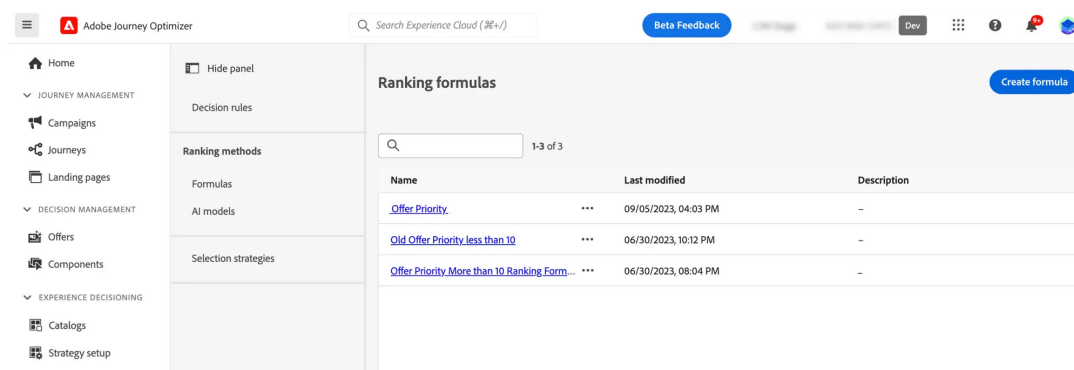 Adobe Journey Optimizer
Search Experience Cloud (⌘+/)
Beta Feedback
Dev
9+
Home
JOURNEY MANAGEMENT
Campaigns
Journeys
Landing pages
DECISION MANAGEMENT
Offers
Components
EXPERIENCE DECISIONING
Catalogs
Strategy setup
Hide panel
Decision rules
Ranking methods
Formulas
AI models
Selection strategies
Ranking formulas
Create formula
1-3 of 3
Name Last modified Description
Offer Priority ••• 09/05/2023, 04:03 PM –
Old Offer Priority less than 10 ••• 06/30/2023, 10:12 PM –
Offer Priority More than 10 Ranking Form... ••• 06/30/2023, 08:04 PM –